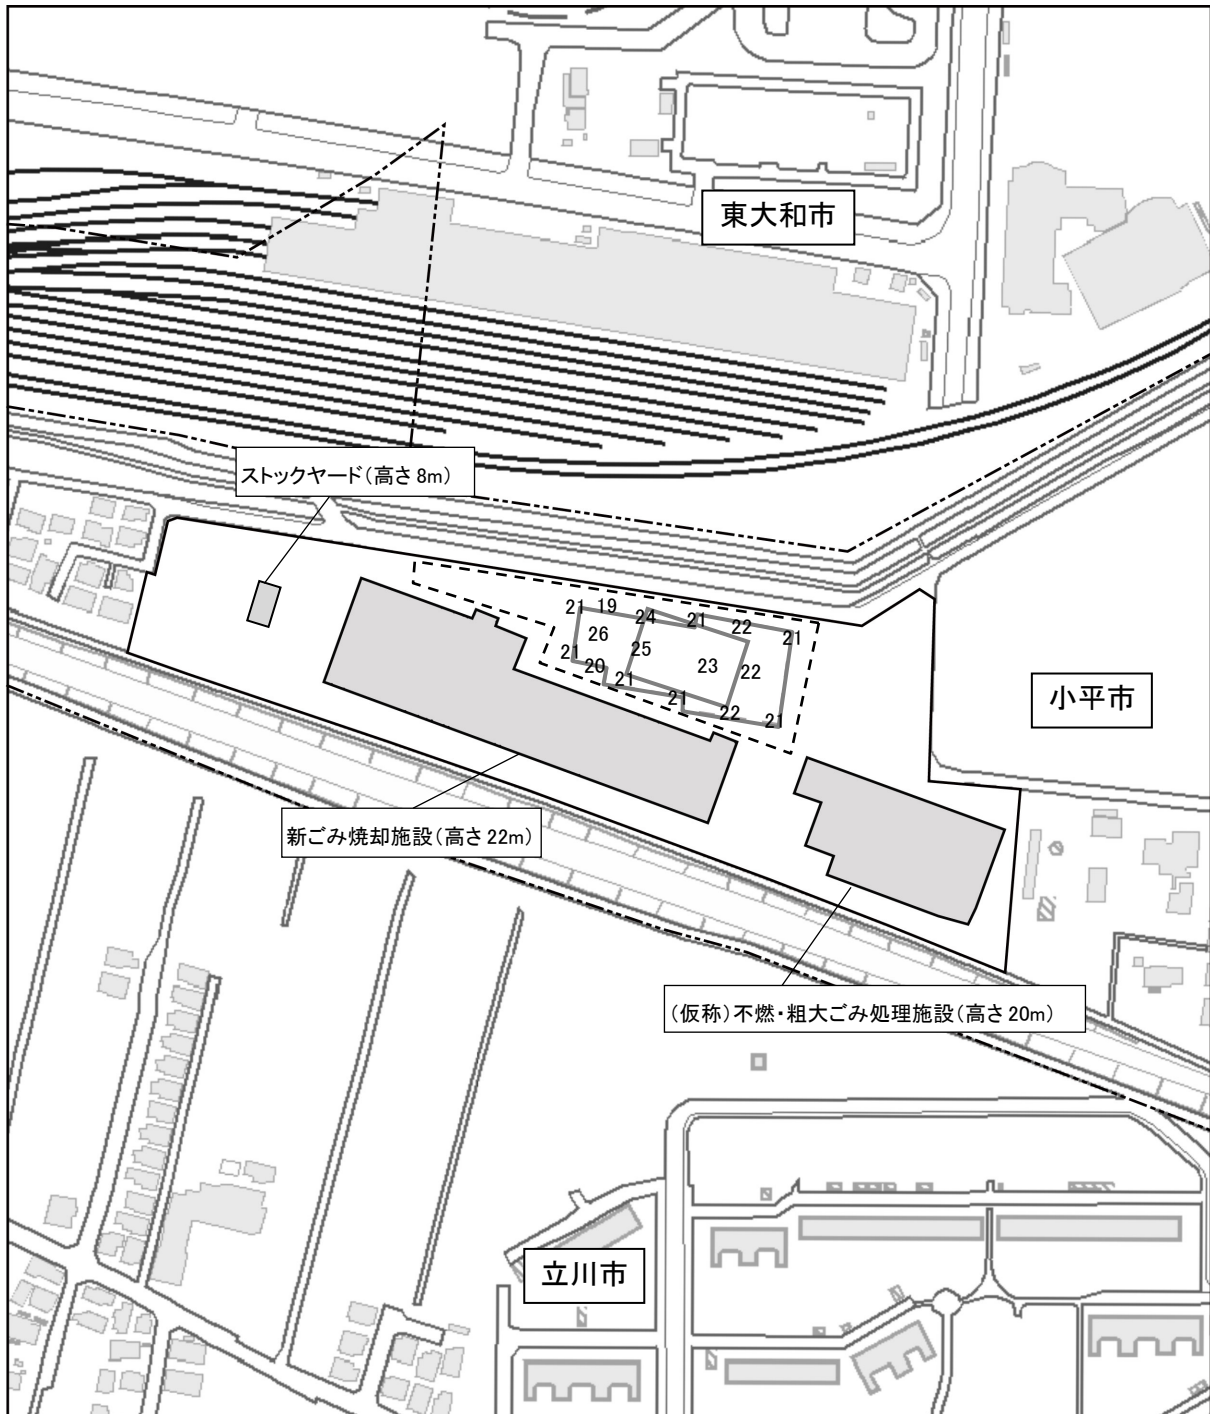 東大和市
ストックヤード(高さ 8m)
21 19 24 21 22 21
26 25 23 22
21 20 21 21 22 21
小平市
新ごみ焼却施設(高さ 22m)
(仮称)不燃・粗大ごみ処理施設(高さ 20m)
立川市